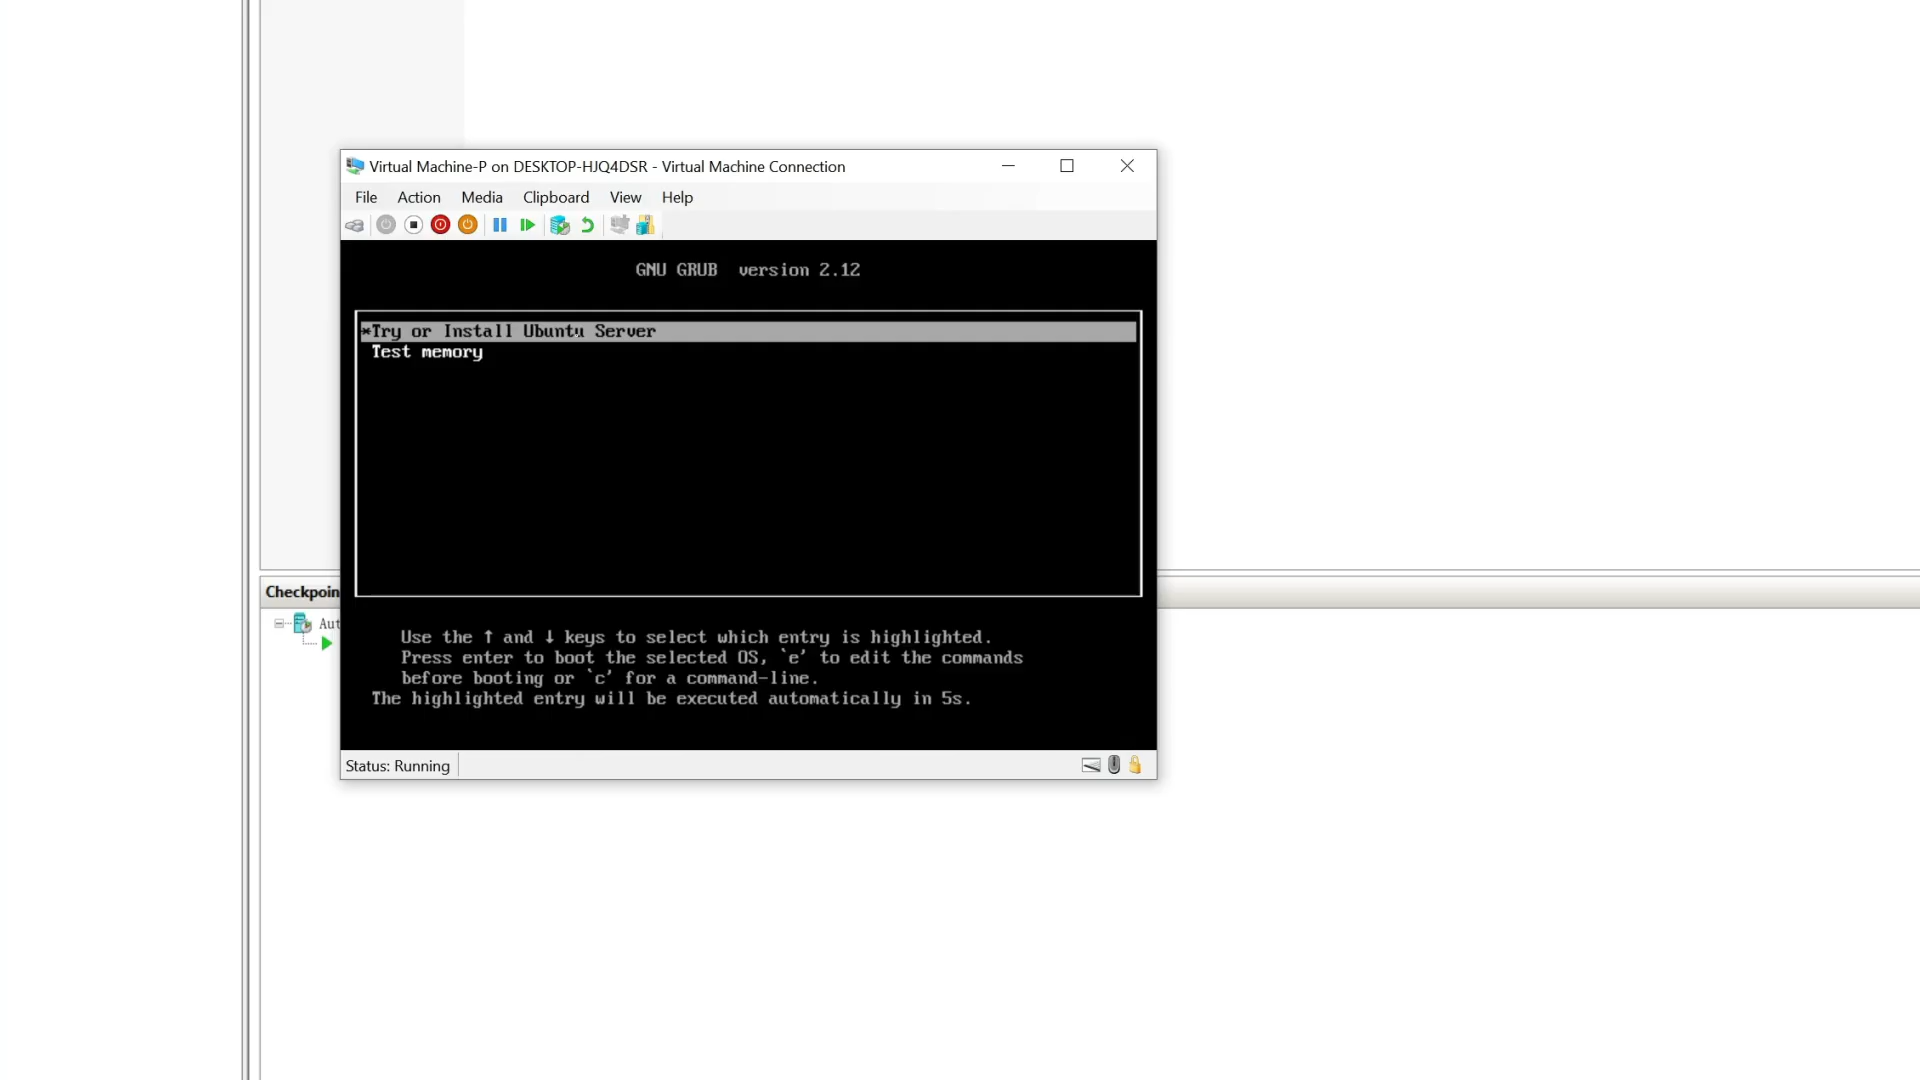 Virtual Machine-P on DESKTOP-HJQ4DSR - Virtual Machine Connection
File Action Media Clipboard View Help
GNU GRUB version 2.12
*Try or Install Ubuntu Server
Test memory
Use the ↑ and ↓ keys to select which entry is highlighted.
Press enter to boot the selected OS, `e' to edit the commands
before booting or `c' for a command-line.
The highlighted entry will be executed automatically in 5s.
Status: Running
Checkpoin
Aut